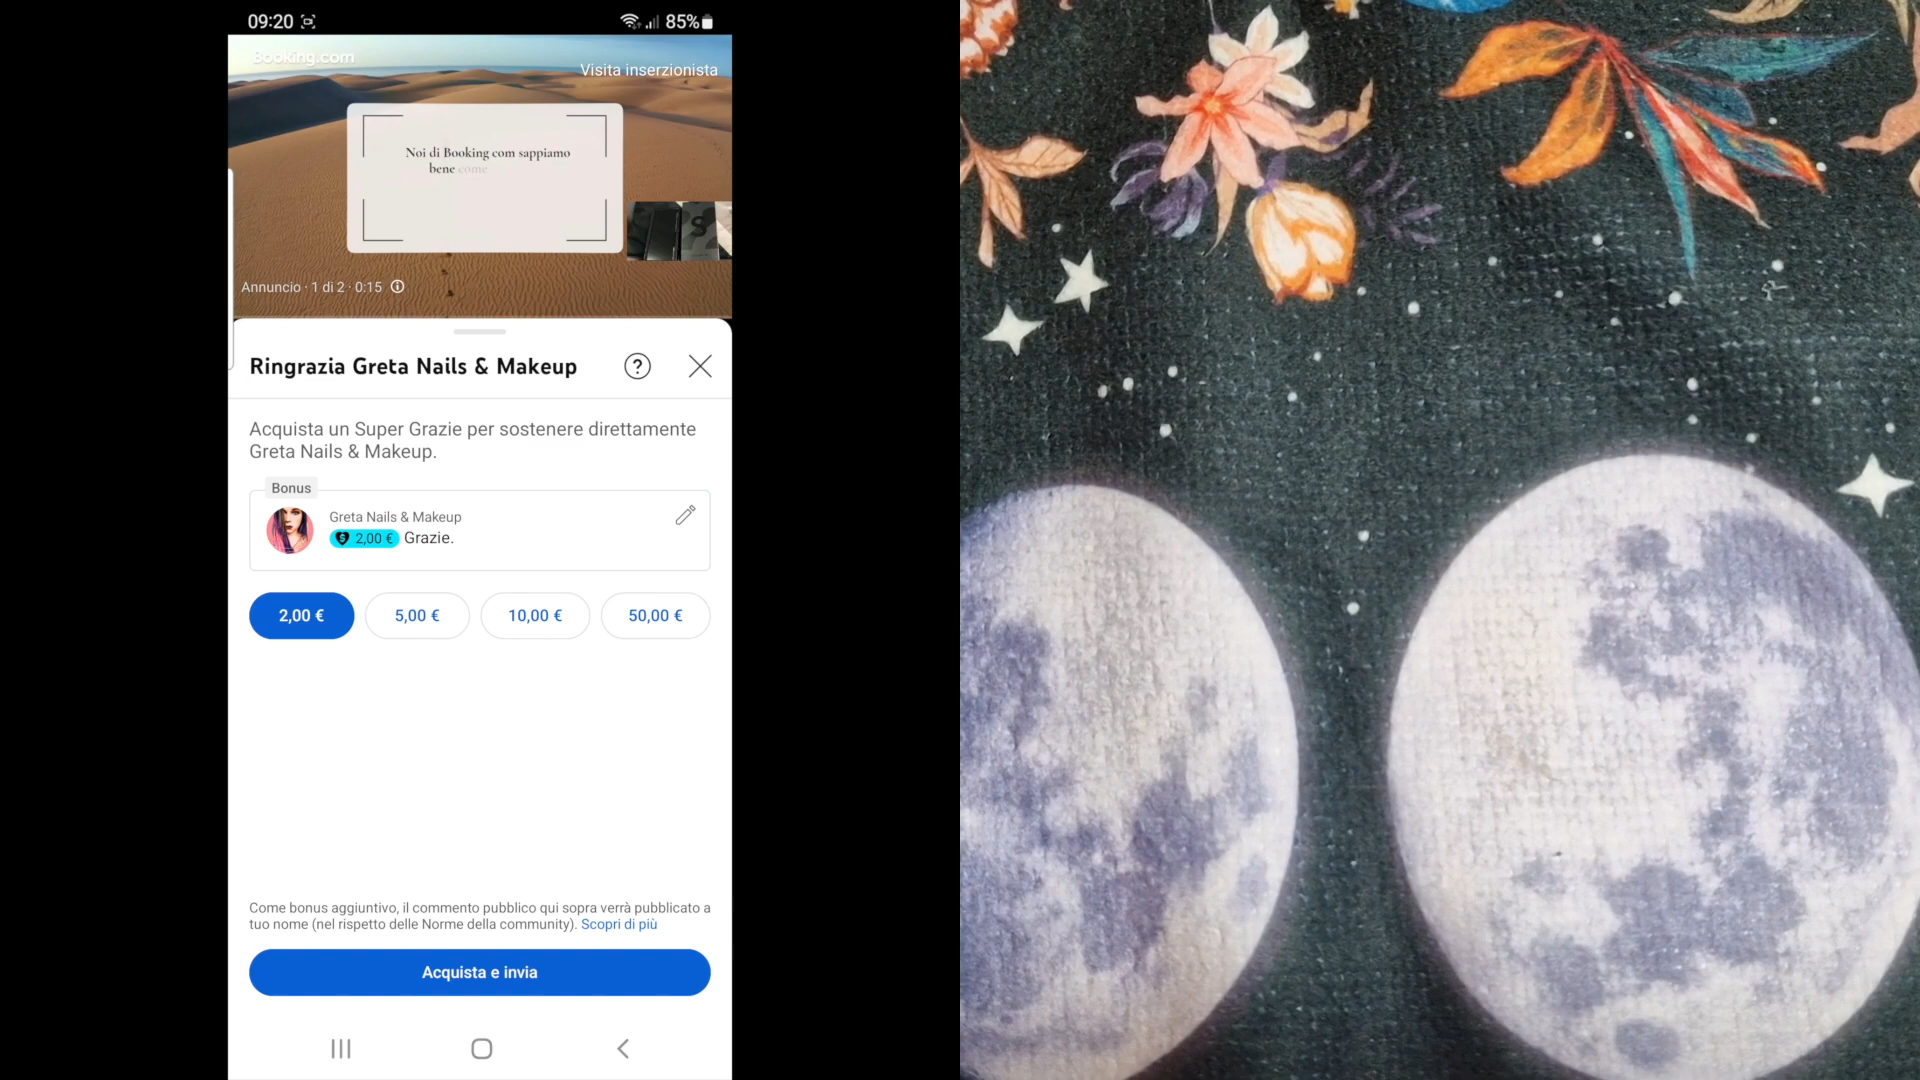 09:20
85%
Booking.com
Visita inserzionista
Noi di Booking com sappiamo
bene come
S
Annuncio · 1 di 2 · 0:15
Ringrazia Greta Nails & Makeup
?
Acquista un Super Grazie per sostenere direttamente
Greta Nails & Makeup.
Bonus
Greta Nails & Makeup
2,00 € Grazie.
2,00 €
5,00 €
10,00 €
50,00 €
Come bonus aggiuntivo, il commento pubblico qui sopra verrà pubblicato a
tuo nome (nel rispetto delle Norme della community). Scopri di più
Acquista e invia